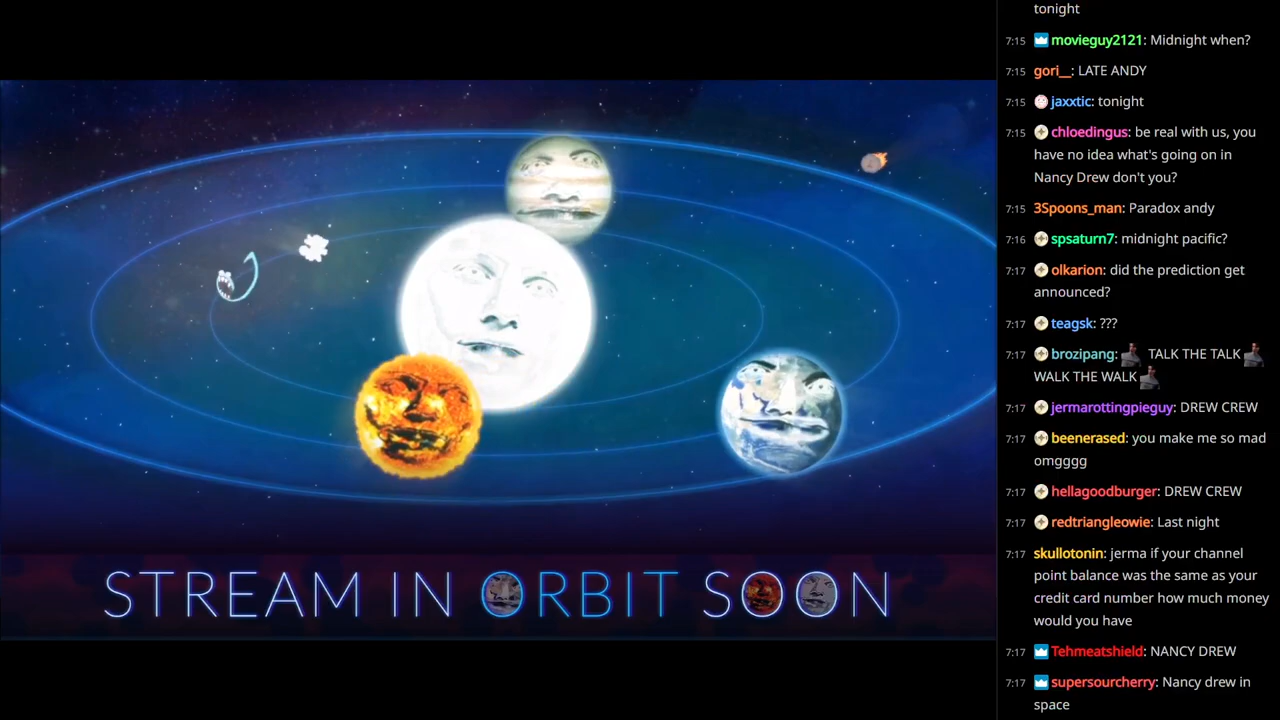 STREAM IN ORBIT SOON
tonight
7:15 movieguy2121: Midnight when?
gori__: LATE ANDY
7:15
7:15 jaxxtic: tonight
7:15 chloedingus: be real with us, you
have no idea what's going on in
Nancy Drew don't you?
7:15 3Spoons_man: Paradox andy
7:16 spsaturn7: midnight pacific?
7:17 olkarion: did the prediction get
announced?
7:17 teagsk: ???
7:17 brozipang: TALK THE TALK
WALK THE WALK
7:17 jermarottingpieguy: DREW CREW
7:17 beenerased: you make me so mad
omgggg
7:17 hellagoodburger: DREW CREW
7:17 redtriangleowie: Last night
7:17 skullotonin: jerma if your channel
point balance was the same as your
credit card number how much money
would you have
7:17 Tehmeatshield: NANCY DREW
7:17 supersourcherry: Nancy drew in
space